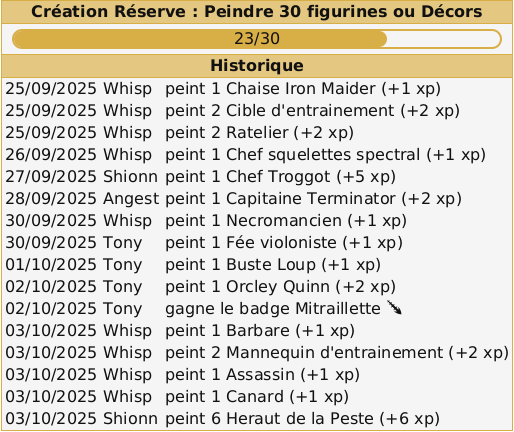 Création Réserve : Peindre 30 figurines ou Décors
23/30
Historique
25/09/2025 Whisp peint 1 Chaise Iron Maider (+1 xp)
25/09/2025 Whisp peint 2 Cible d'entrainement (+2 xp)
25/09/2025 Whisp peint 2 Ratelier (+2 xp)
26/09/2025 Whisp peint 1 Chef squelettes spectral (+1 xp)
27/09/2025 Shionn peint 1 Chef Troggot (+5 xp)
28/09/2025 Angest peint 1 Capitaine Terminator (+2 xp)
30/09/2025 Whisp peint 1 Necromancien (+1 xp)
30/09/2025 Tony peint 1 Fée violoniste (+1 xp)
01/10/2025 Tony peint 1 Buste Loup (+1 xp)
02/10/2025 Tony peint 1 Orcley Quinn (+2 xp)
02/10/2025 Tony gagne le badge Mitraillette
03/10/2025 Whisp peint 1 Barbare (+1 xp)
03/10/2025 Whisp peint 2 Mannequin d'entrainement (+2 xp)
03/10/2025 Whisp peint 1 Assassin (+1 xp)
03/10/2025 Whisp peint 1 Canard (+1 xp)
03/10/2025 Shionn peint 6 Heraut de la Peste (+6 xp)